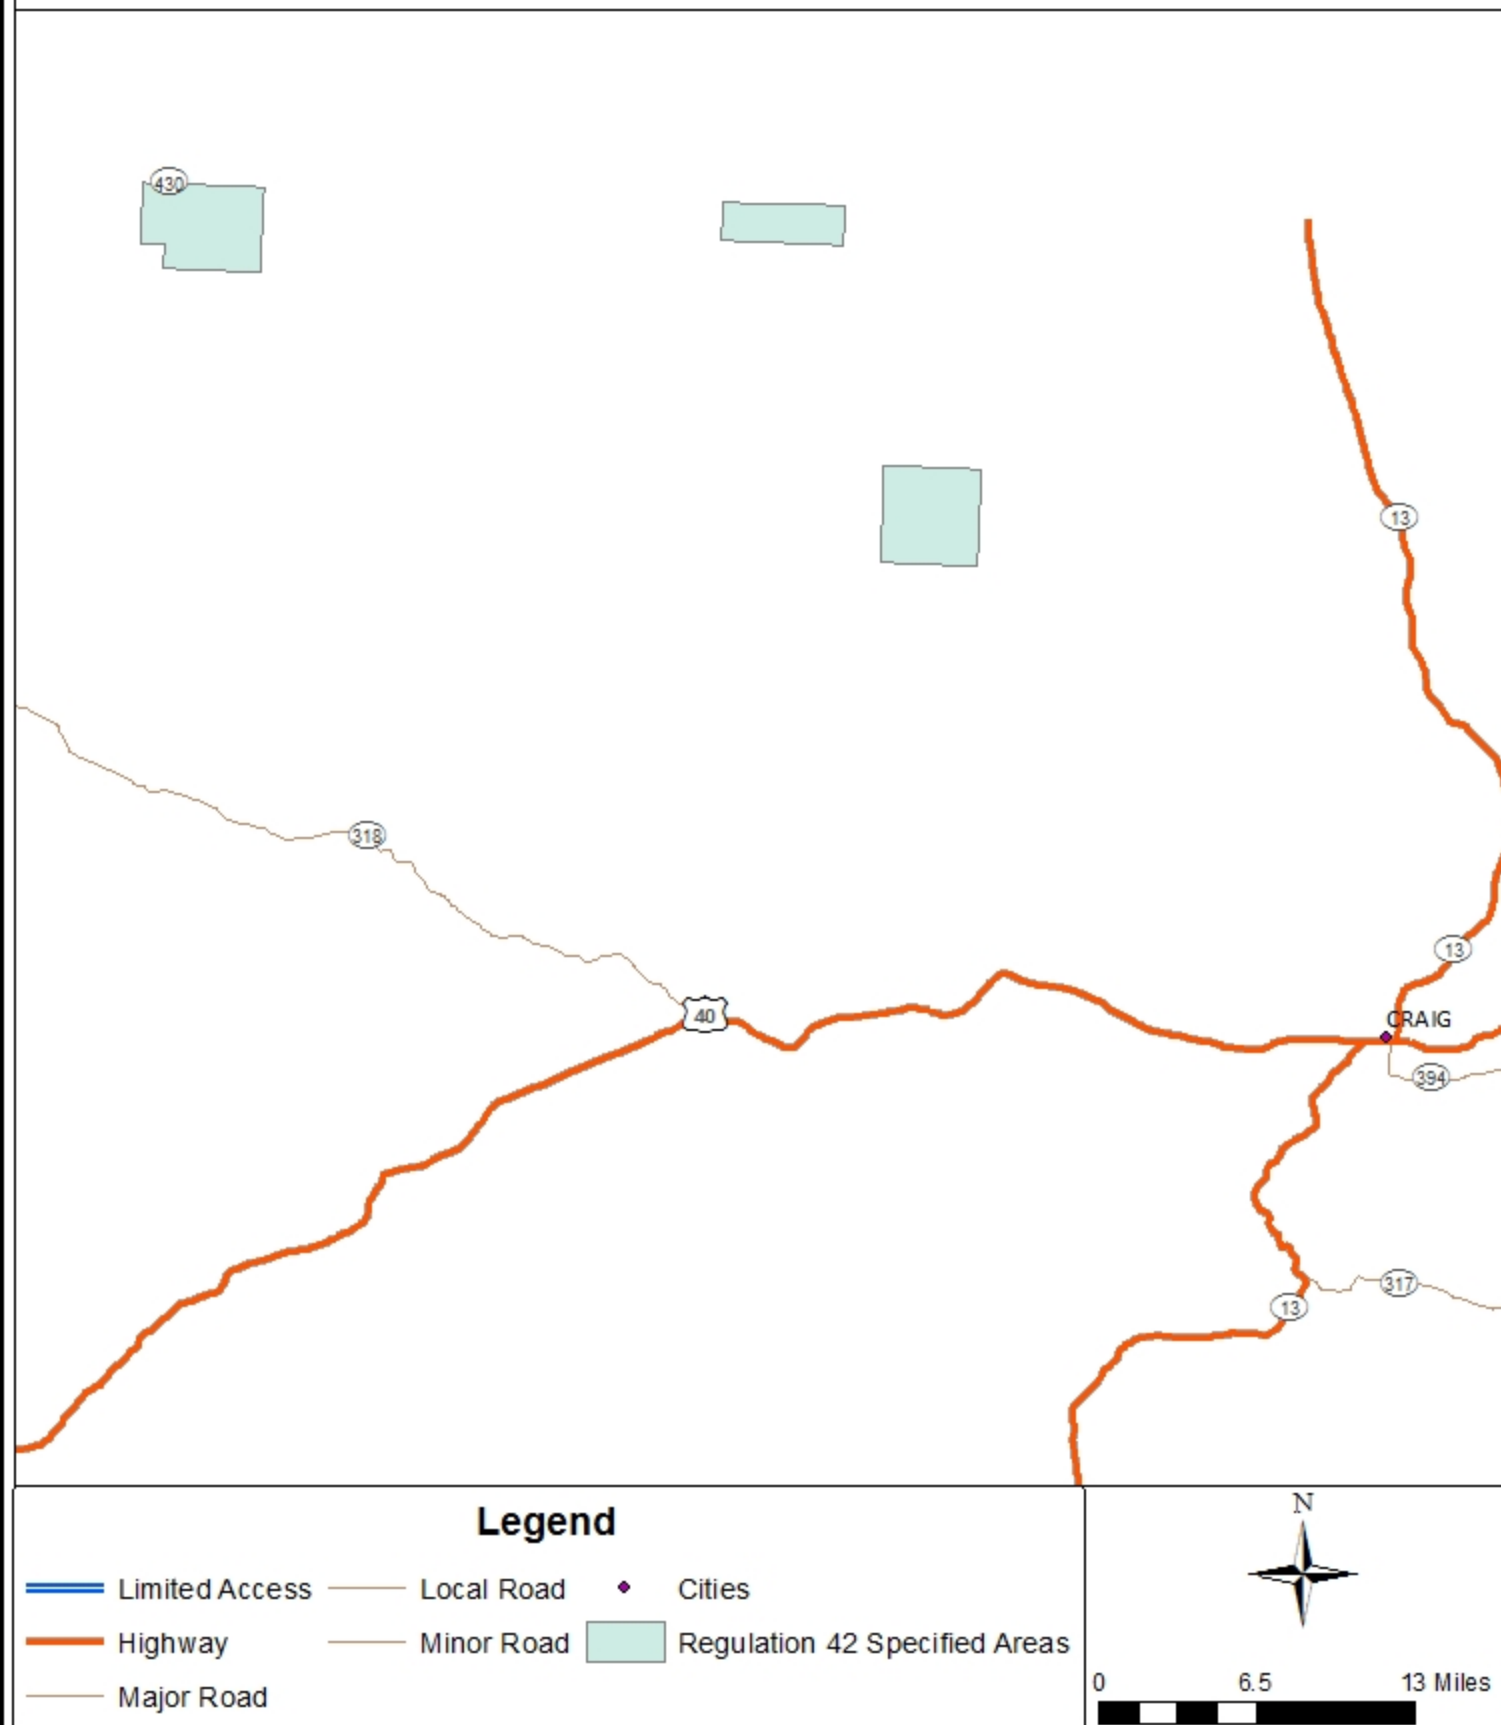 430
13
318
13
40
CRAIG
394
317
13
Legend
N
Limited Access
Local Road
Cities
Highway
Minor Road
Regulation 42 Specified Areas
Major Road
0 6.5 13 Miles